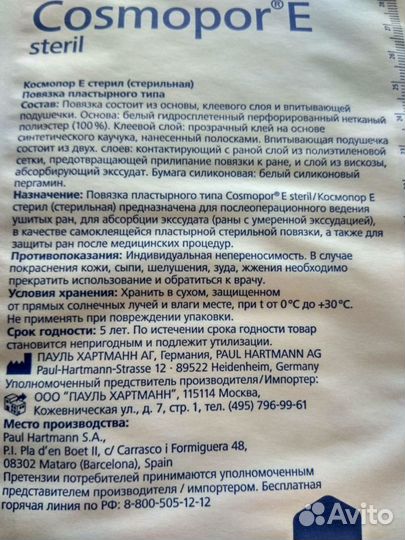 Cosmopor® E
steril
Космопор Е стерил (стерильная)
Повязка пластырного типа
Состав: Повязка состоит из основы, клеевого слоя и впитывающей
подушечки. Основа: белый гидросплетенный перфорированный нетканый
полиэстер (100%). Клеевой слой: прозрачный клей на основе
синтетического каучука, нанесенный полосками. Впитывающая подушечка
состоит из двух слоев: контактирующий с раной слой из полиэтиленовой
сетки, предотвращающей прилипание повязки к ране, и слой из вискозы,
абсорбирующий экссудат. Бумага силиконовая: белый силиконовый
пергамин.
Назначение: Повязка пластырного типа Cosmopor® E steril/Космопор Е
стерил (стерильная) предназначена для послеоперационного ведения
ушитых ран, для абсорбции экссудата (раны с умеренной экссудацией),
в качестве самоклеящейся пластырной стерильной повязки, а также для
защиты ран после медицинских процедур.
Противопоказания: Индивидуальная непереносимость. В случае
покраснения кожи, сыпи, шелушения, зуда, жжения необходимо
прекратить использование и обратиться к врачу.
Условия хранения: Хранить в сухом, защищенном
от прямых солнечных лучей и влаги месте, при t от 0°C до +30°C.
Не применять при повреждении упаковки.
Срок годности: 5 лет. По истечении срока годности товар
становится непригодным и подлежит утилизации.
ПАУЛЬ ХАРТМАНН АГ, Германия, PAUL HARTMANN AG
Paul-Hartmann-Strasse 12 · 89522 Heidenheim, Germany
Уполномоченный представитель производителя/Импортер:
ООО "ПАУЛЬ ХАРТМАНН", 115114 Москва,
Кожевническая ул., д. 7, стр. 1, тел. (495) 796-99-61
Место производства:
Paul Hartmann S.A.,
P.I. Pla d'en Boet II, c/ Carrasco i Formiguera 48,
08302 Mataro (Barcelona), Spain
Претензии потребителей принимаются уполномоченным
представителем производителя / импортером. Бесплатная
горячая линия по РФ: 8-800-505-12-12
Avito